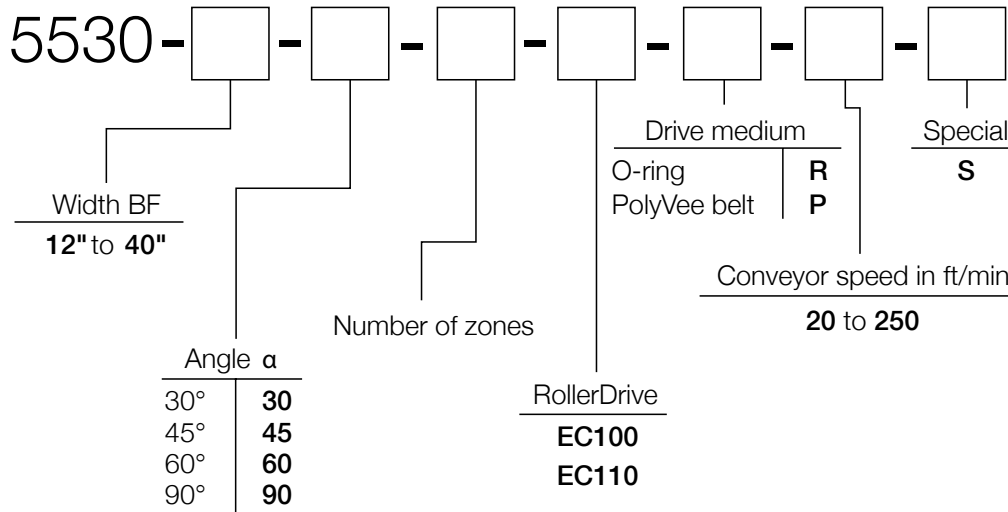 5530 - - - - - - -
Drive medium
O-ring R
PolyVee belt P
Special
S
Width BF
12" to 40"
Conveyor speed in ft/min
20 to 250
Number of zones
Angle α
30° 30
45° 45
60° 60
90° 90
RollerDrive
EC100
EC110